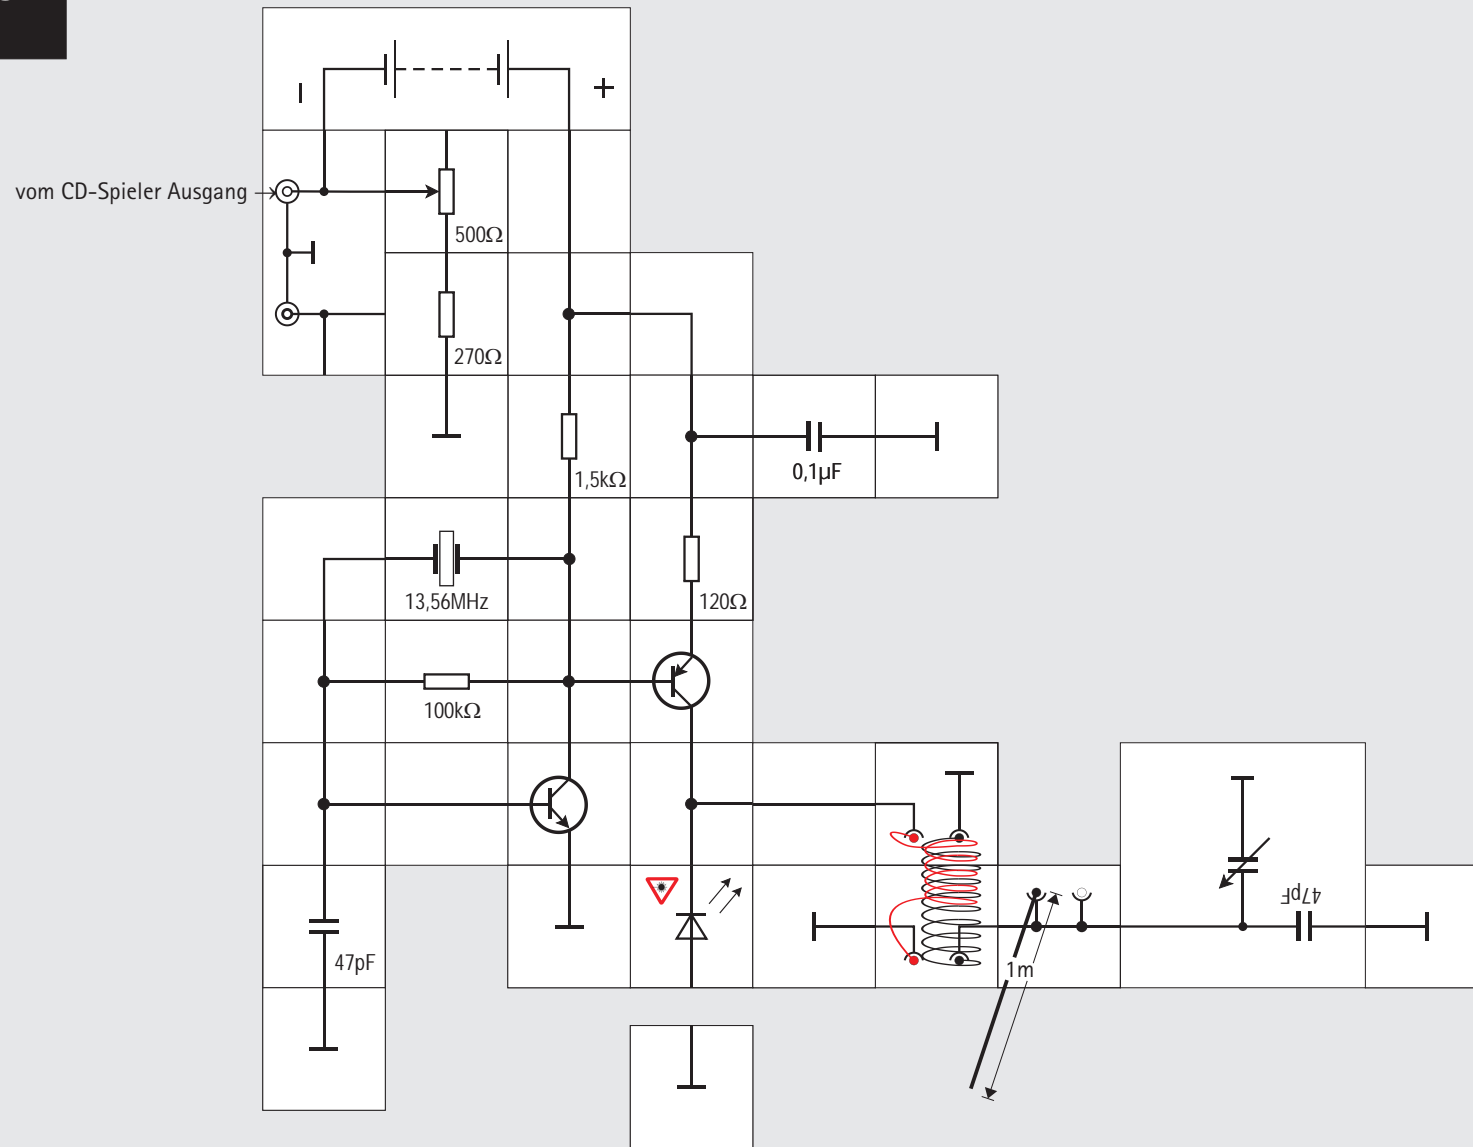 − +
vom CD-Spieler Ausgang
500Ω
270Ω
1,5kΩ
0,1µF
13,56MHz
120Ω
100kΩ
47pF
47pF
1m